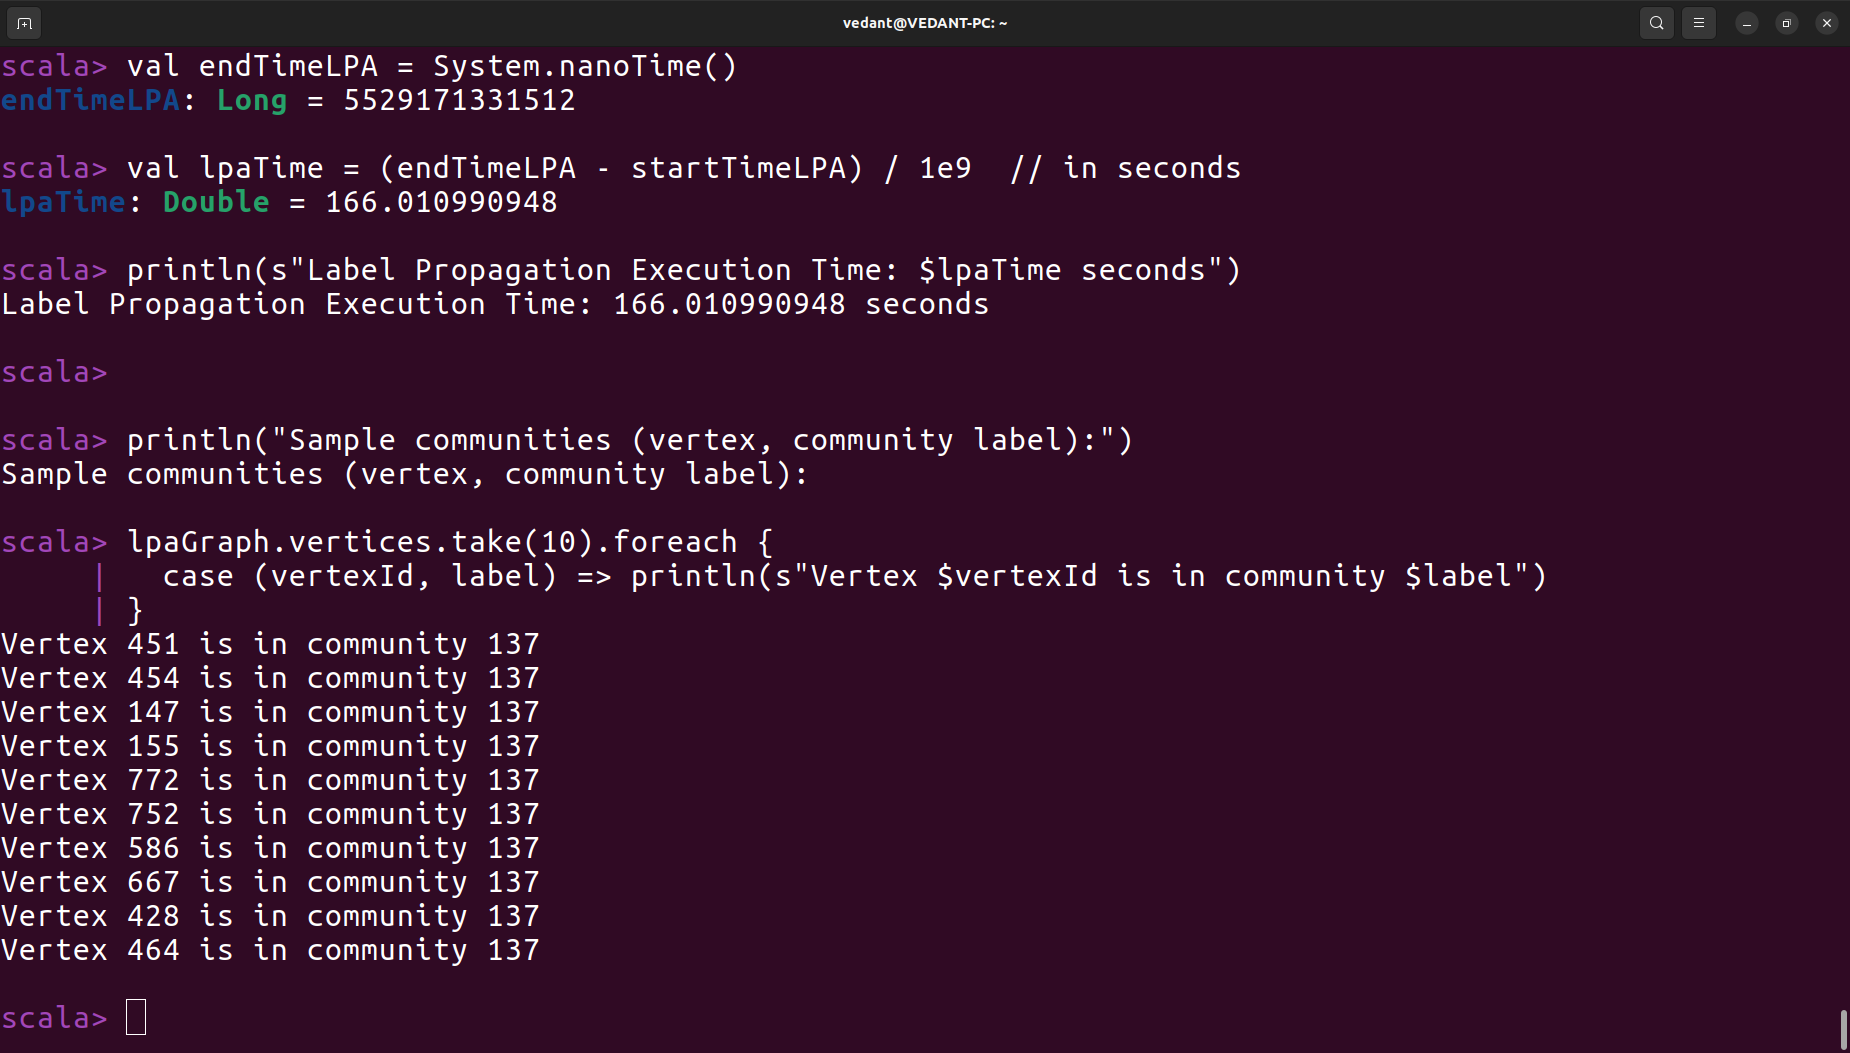 vedant@VEDANT-PC: ~
scala> val endTimeLPA = System.nanoTime()
endTimeLPA: Long = 5529171331512
scala> val lpaTime = (endTimeLPA - startTimeLPA) / 1e9  // in seconds
lpaTime: Double = 166.010990948
scala> println(s"Label Propagation Execution Time: $lpaTime seconds")
Label Propagation Execution Time: 166.010990948 seconds
scala>
scala> println("Sample communities (vertex, community label):")
Sample communities (vertex, community label):
scala> lpaGraph.vertices.take(10).foreach {
     |   case (vertexId, label) => println(s"Vertex $vertexId is in community $label")
     | }
Vertex 451 is in community 137
Vertex 454 is in community 137
Vertex 147 is in community 137
Vertex 155 is in community 137
Vertex 772 is in community 137
Vertex 752 is in community 137
Vertex 586 is in community 137
Vertex 667 is in community 137
Vertex 428 is in community 137
Vertex 464 is in community 137
scala>